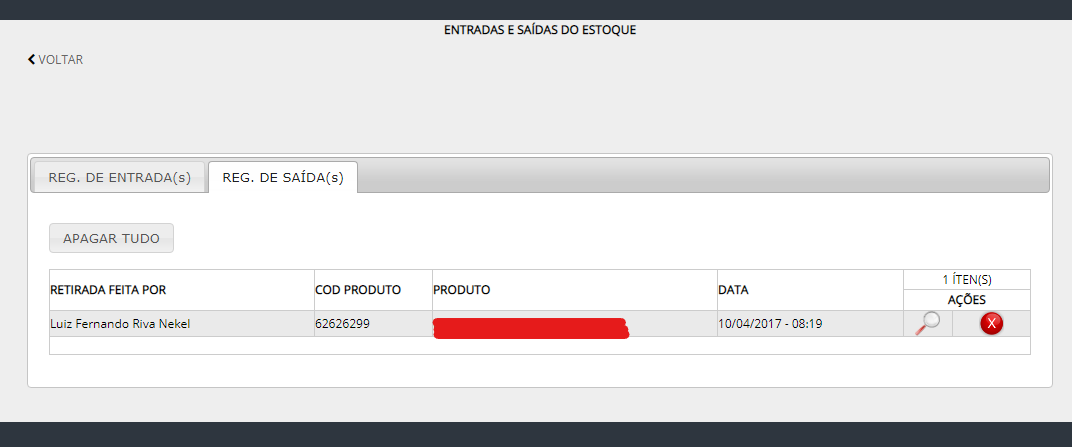 ENTRADAS E SAÍDAS DO ESTOQUE
VOLTAR
REG. DE ENTRADA(s) REG. DE SAÍDA(s)
APAGAR TUDO
RETIRADA FEITA POR COD PRODUTO PRODUTO DATA 1 ÍTEN(S)
AÇÕES
Luiz Fernando Riva Nekel 62626299 10/04/2017 - 08:19 X